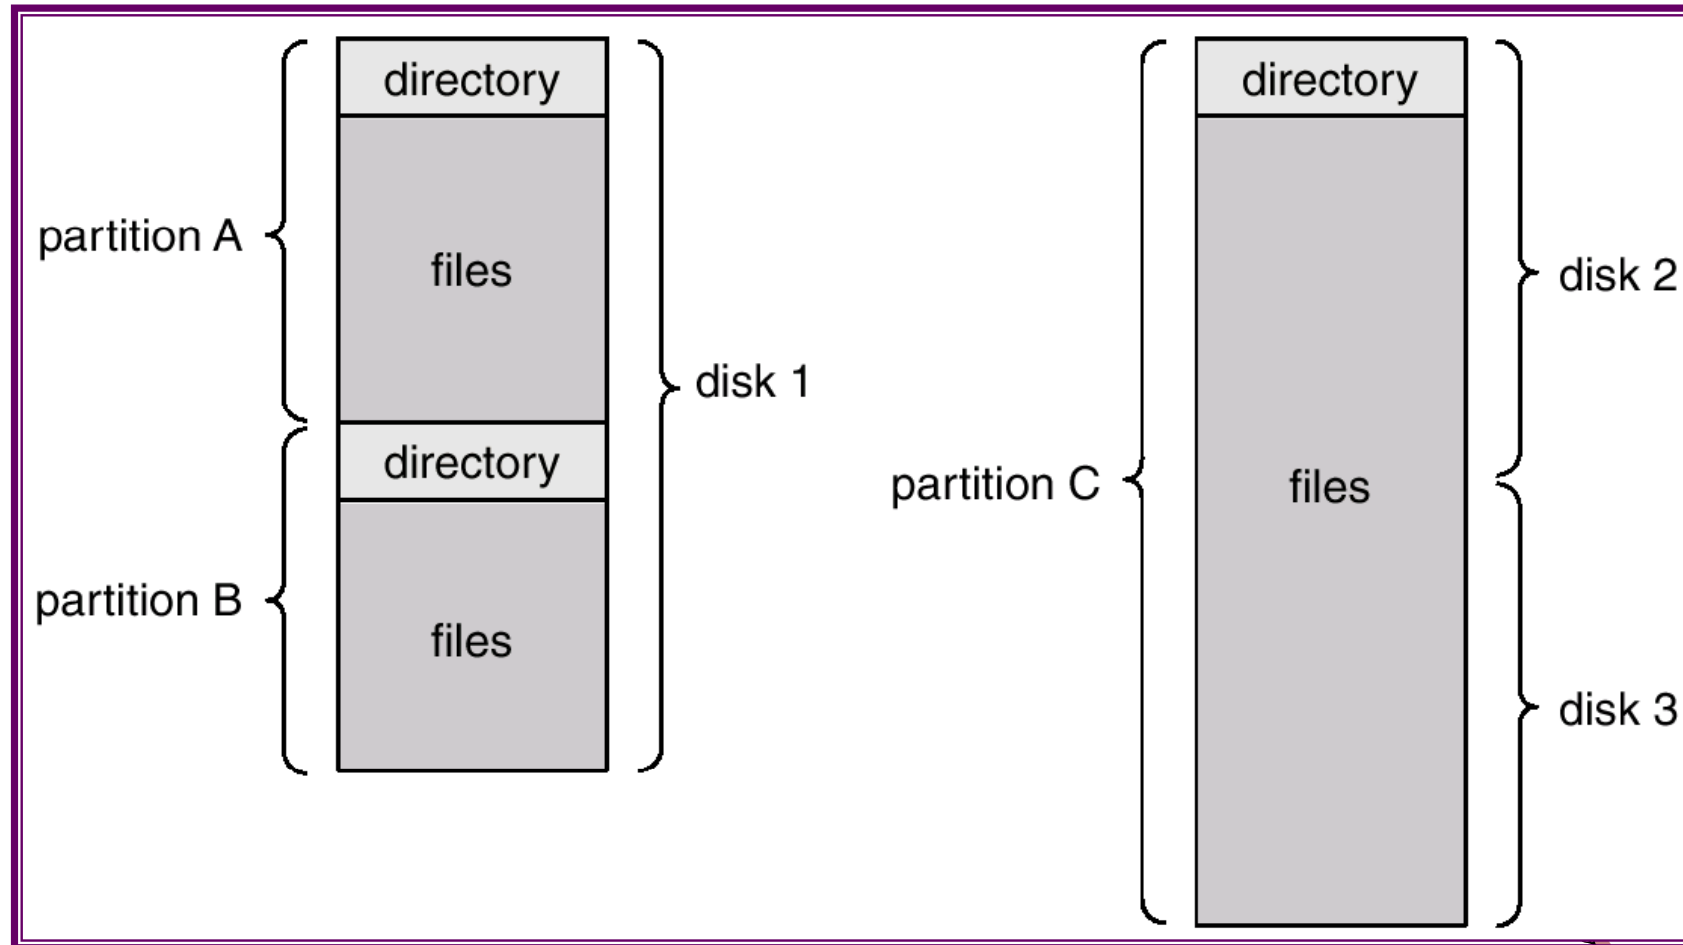 directory
files
partition A
directory
files
partition B
disk 1
directory
files
partition C
disk 2
disk 3